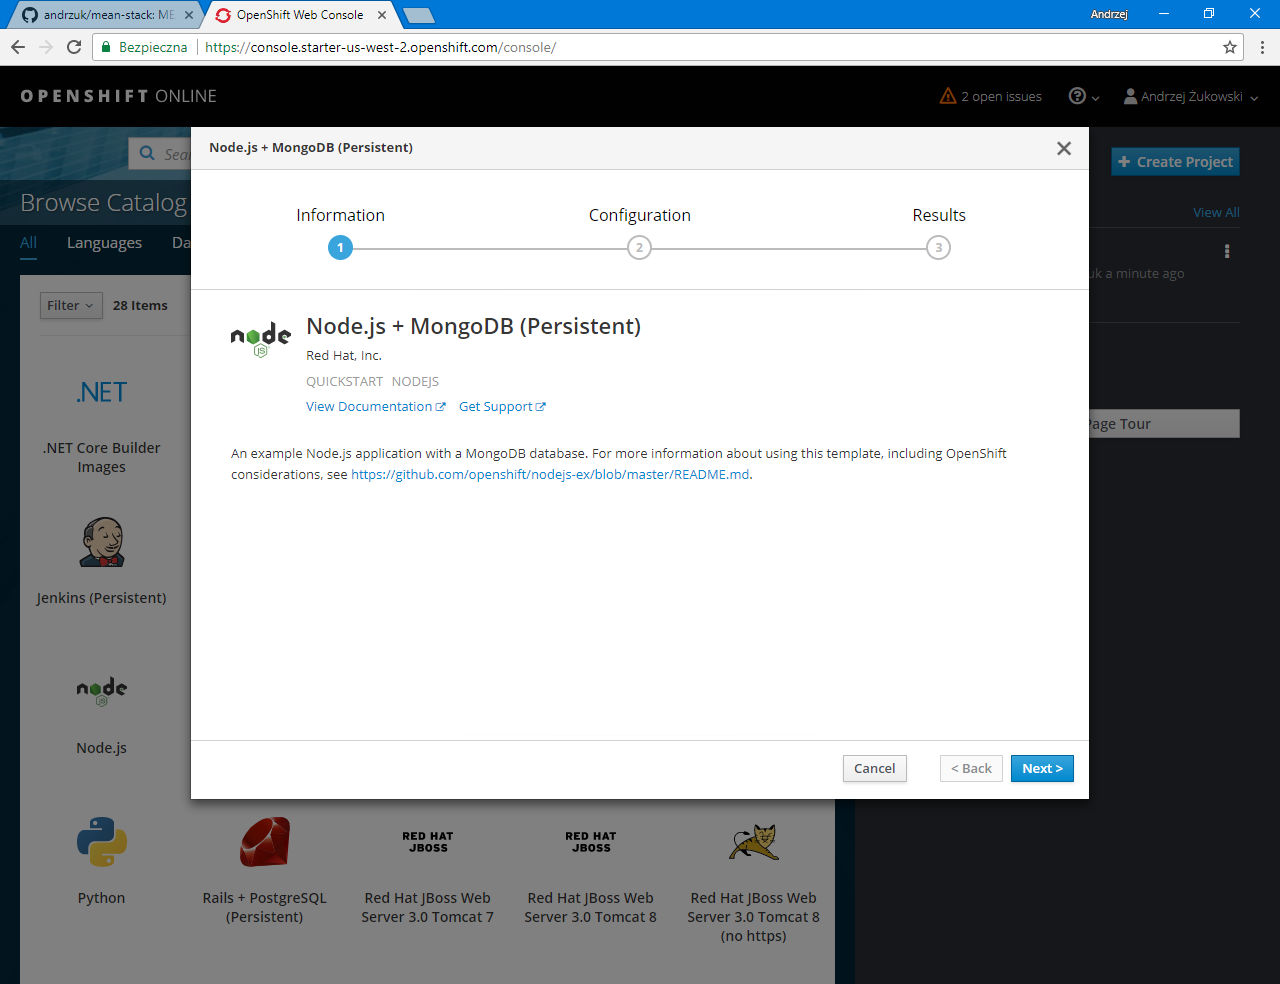 andrzuk/mean-stack: ME
OpenShift Web Console
Andrzej
Bezpieczna
https://console.starter-us-west-2.openshift.com/console/
OPENSHIFT ONLINE
2 open issues
Andrzej Żukowski
Node.js + MongoDB (Persistent)
Create Project
Browse Catalog
View All
All
Languages
Information
Configuration
Results
1
2
3
a minute ago
Filter
28 Items
node
JS
Node.js + MongoDB (Persistent)
Red Hat, Inc.
QUICKSTART NODEJS
View Documentation
Get Support
.NET
.NET Core Builder
Images
Page Tour
An example Node.js application with a MongoDB database. For more information about using this template, including OpenShift
considerations, see https://github.com/openshift/nodejs-ex/blob/master/README.md.
Jenkins (Persistent)
node
JS
Node.js
Cancel
< Back
Next >
RED HAT
JBOSS
RED HAT
JBOSS
Python
Rails + PostgreSQL
(Persistent)
Red Hat JBoss Web
Server 3.0 Tomcat 7
Red Hat JBoss Web
Server 3.0 Tomcat 8
Red Hat JBoss Web
Server 3.0 Tomcat 8
(no https)